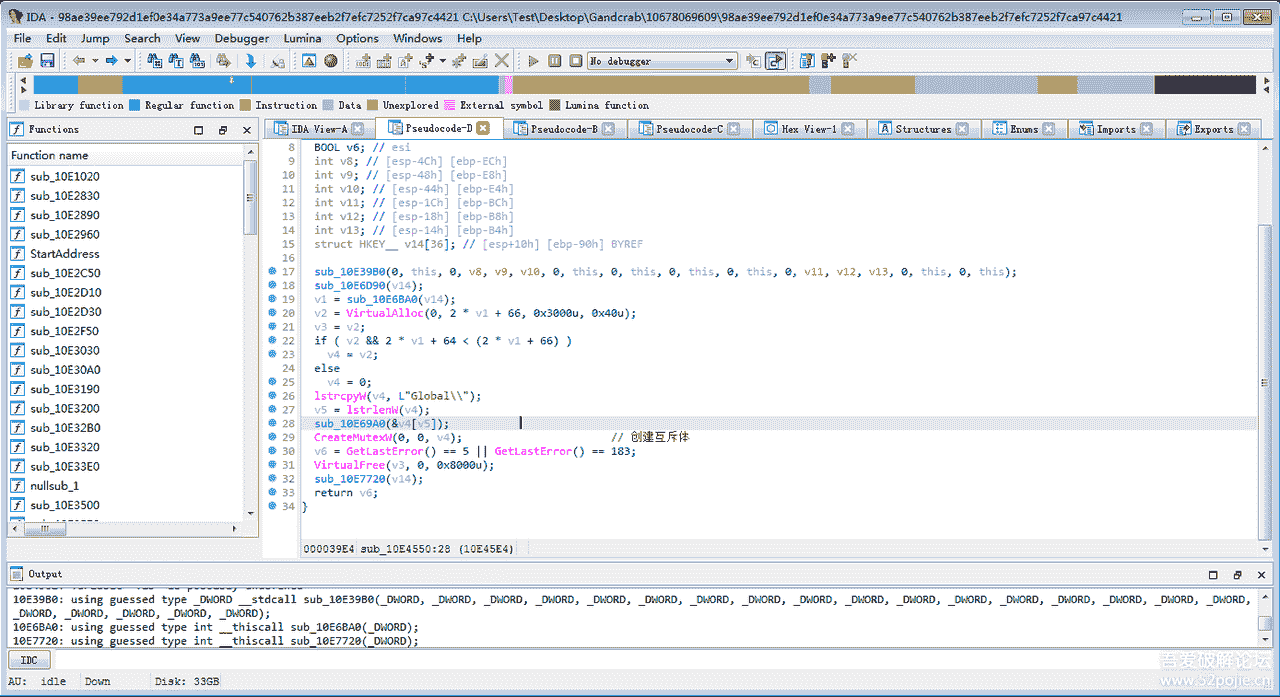 IDA - 98ae39ee792d1ef0e34a773a9ee77c540762b387eeb2f7efc7252f7ca97c4421 C:\Users\Test\Desktop\Gandcrab\10678069609\98ae39ee792d1ef0e34a773a9ee77c540762b387eeb2f7efc7252f7ca97c4421
File Edit Jump Search View Debugger Lumina Options Windows Help
No debugger
Library function Regular function Instruction Data Unexplored External symbol Lumina function
Functions
IDA View-A Pseudocode-D Pseudocode-B Pseudocode-C Hex View-1 Structures Enums Imports Exports
Function name
sub_10E1020
sub_10E2830
sub_10E2890
sub_10E2960
StartAddress
sub_10E2C50
sub_10E2D10
sub_10E2D30
sub_10E2F50
sub_10E3030
sub_10E30A0
sub_10E3190
sub_10E3200
sub_10E32B0
sub_10E3320
sub_10E33E0
nullsub_1
sub_10E3500
8 BOOL v6; // esi
9 int v8; // [esp-4Ch] [ebp-ECh]
10 int v9; // [esp-48h] [ebp-E8h]
11 int v10; // [esp-44h] [ebp-E4h]
12 int v11; // [esp-1Ch] [ebp-BCh]
13 int v12; // [esp-18h] [ebp-B8h]
14 int v13; // [esp-14h] [ebp-B4h]
15 struct HKEY__ v14[36]; // [esp+10h] [ebp-90h] BYREF
16
17 sub_10E39B0(0, this, 0, v8, v9, v10, 0, this, 0, this, 0, this, 0, this, 0, v11, v12, v13, 0, this, 0, this);
18 sub_10E6D90(v14);
19 v1 = sub_10E6BA0(v14);
20 v2 = VirtualAlloc(0, 2 * v1 + 66, 0x3000u, 0x40u);
21 v3 = v2;
22 if ( v2 && 2 * v1 + 64 < (2 * v1 + 66) )
23 v4 = v2;
24 else
25 v4 = 0;
26 lstrcpyW(v4, L"Global\\");
27 v5 = lstrlenW(v4);
28 sub_10E69A0(&v4[v5]);
29 CreateMutexW(0, 0, v4); // 创建互斥体
30 v6 = GetLastError() == 5 || GetLastError() == 183;
31 VirtualFree(v3, 0, 0x8000u);
32 sub_10E7720(v14);
33 return v6;
34 }
000039E4 sub_10E4550:28 (10E45E4)
Output
10E39B0: using guessed type _DWORD __stdcall sub_10E39B0(_DWORD, _DWORD, _DWORD, _DWORD, _DWORD, _DWORD, _DWORD, _DWORD, _DWORD, _DWORD, _DWORD, _DWORD, _DWORD, _DWORD, _DWORD, _DWORD, _DWORD,
_DWORD, _DWORD, _DWORD, _DWORD, _DWORD);
10E6BA0: using guessed type int __thiscall sub_10E6BA0(_DWORD);
10E7720: using guessed type int __thiscall sub_10E7720(_DWORD);
IDC
AU: idle Down Disk: 33GB
吾爱破解论坛
www.52pojie.cn